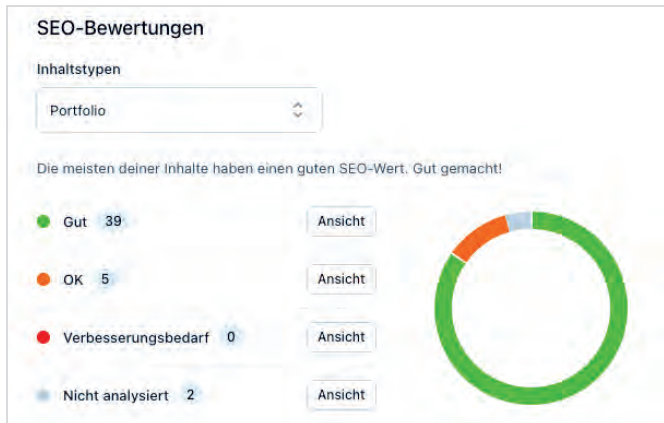 SEO-Bewertungen
Inhaltstypen
Portfolio
Die meisten deiner Inhalte haben einen guten SEO-Wert. Gut gemacht!
Gut 39 Ansicht
OK 5 Ansicht
Verbesserungsbedarf 0 Ansicht
Nicht analysiert 2 Ansicht